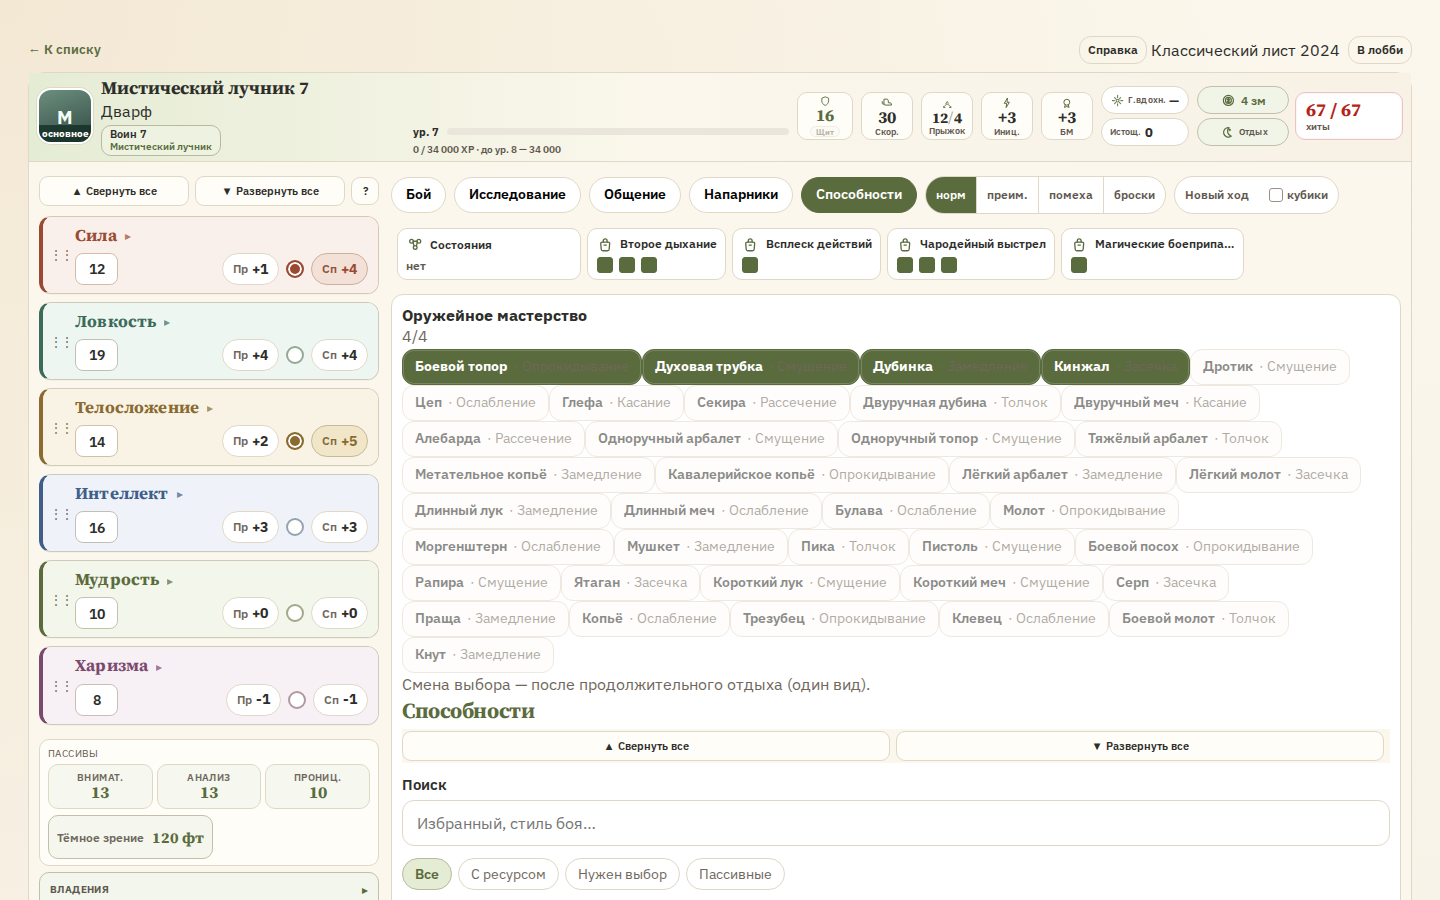 ← К списку
Справка Классический лист 2024 В лобби
М
основное
Мистический лучник 7
Дварф
Воин 7
Мистический лучник
ур. 7
0 / 34 000 XP · до ур. 8 — 34 000
16
Щит
30
Скор.
12/4
Прыжок
+3
Иниц.
+3
БМ
Г.вдохн. —
Истощ. 0
4 зм
Отдых
67 / 67
хиты
▲ Свернуть все ▼ Развернуть все ?
Бой Исследование Общение Напарники Способности норм преим. помеха броски Новый ход кубики
Сила ▸
12 Пр +1 Сп +4
Ловкость ▸
19 Пр +4 Сп +4
Телосложение ▸
14 Пр +2 Сп +5
Интеллект ▸
16 Пр +3 Сп +3
Мудрость ▸
10 Пр +0 Сп +0
Харизма ▸
8 Пр -1 Сп -1
ПАССИВЫ
ВНИМАТ. АНАЛИЗ ПРОНИЦ.
13 13 10
Тёмное зрение 120 фт
ВЛАДЕНИЯ ▸
Состояния
нет
Второе дыхание
Всплеск действий
Чародейный выстрел
Магические боеприпа...
Оружейное мастерство
4/4
Боевой топор Духовая трубка Дубинка Кинжал Дротик · Смущение
Цеп · Ослабление Глефа · Касание Секира · Рассечение Двуручная дубина · Толчок Двуручный меч · Касание
Алебарда · Рассечение Одноручный арбалет · Смущение Одноручный топор · Смущение Тяжёлый арбалет · Толчок
Метательное копьё · Замедление Кавалерийское копьё · Опрокидывание Лёгкий арбалет · Замедление Лёгкий молот · Засечка
Длинный лук · Замедление Длинный меч · Ослабление Булава · Ослабление Молот · Опрокидывание
Моргенштерн · Ослабление Мушкет · Замедление Пика · Толчок Пистоль · Смущение Боевой посох · Опрокидывание
Рапира · Смущение Ятаган · Засечка Короткий лук · Смущение Короткий меч · Смущение Серп · Засечка
Праща · Замедление Копьё · Ослабление Трезубец · Опрокидывание Клевец · Ослабление Боевой молот · Толчок
Кнут · Замедление
Смена выбора — после продолжительного отдыха (один вид).
Способности
▲ Свернуть все ▼ Развернуть все
Поиск
Избранный, стиль боя...
Все С ресурсом Нужен выбор Пассивные